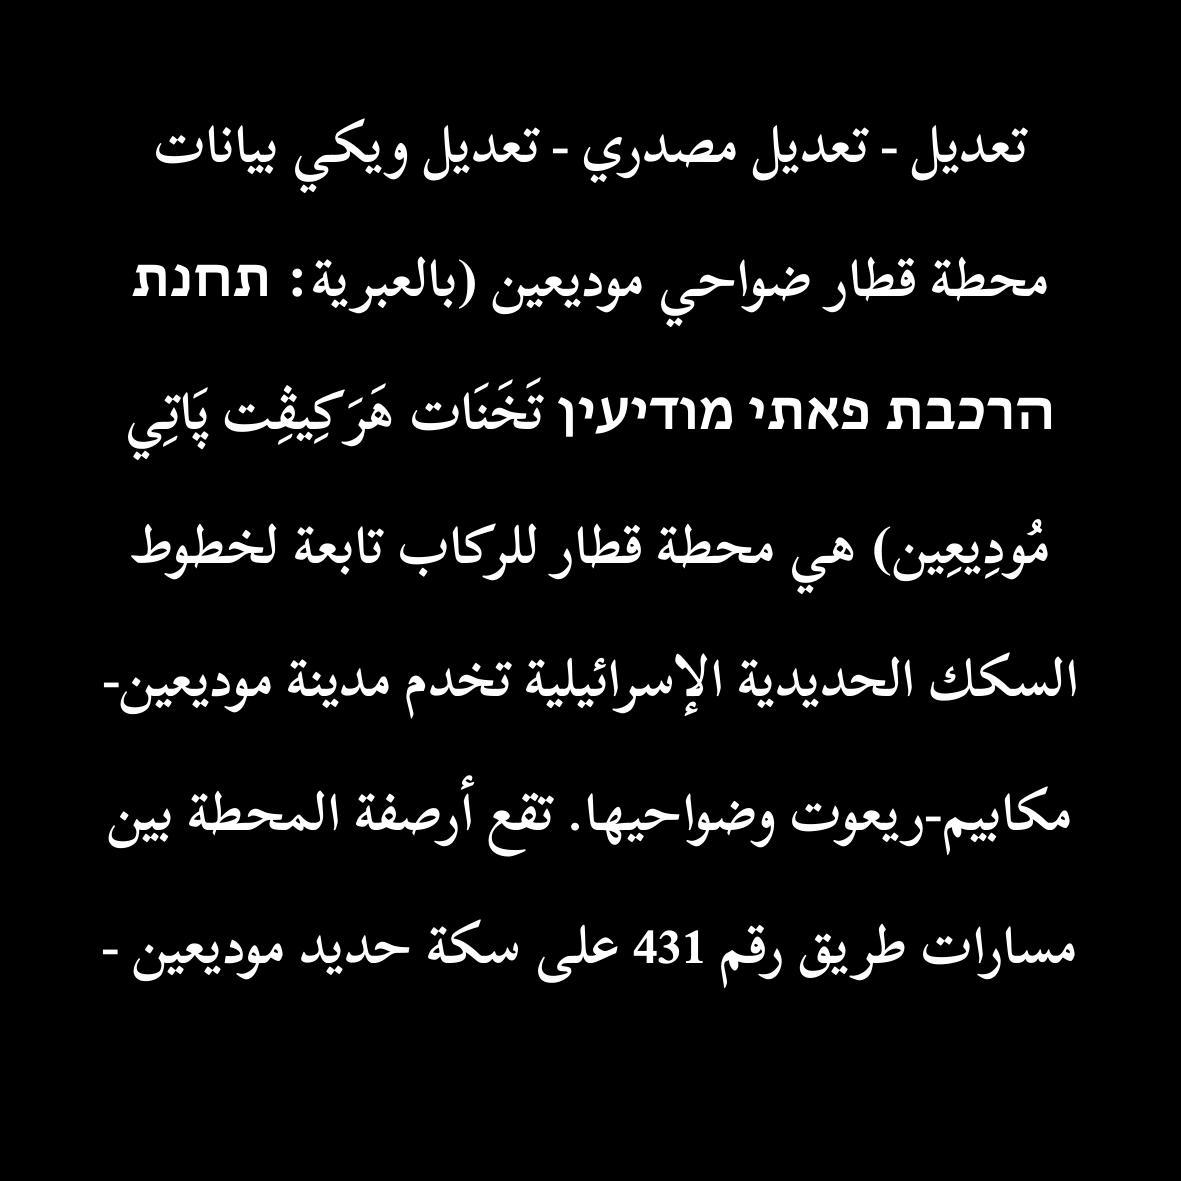 تعديل - تعديل مصدري - تعديل ويكي بيانات
محطة قطار ضواحي موديعين (بالعبرية: תחנת
הרכבת פאתי מודיעין تَخَنَات هَرَكِيڤِت پَاتِي
مُودِيعِين) هي محطة قطار للركاب تابعة لخطوط
السكك الحديدية الإسرائيلية تخدم مدينة موديعين-
مكابيم-ريعوت وضواحيها. تقع أرصفة المحطة بين
مسارات طريق رقم 431 على سكة حديد موديعين -